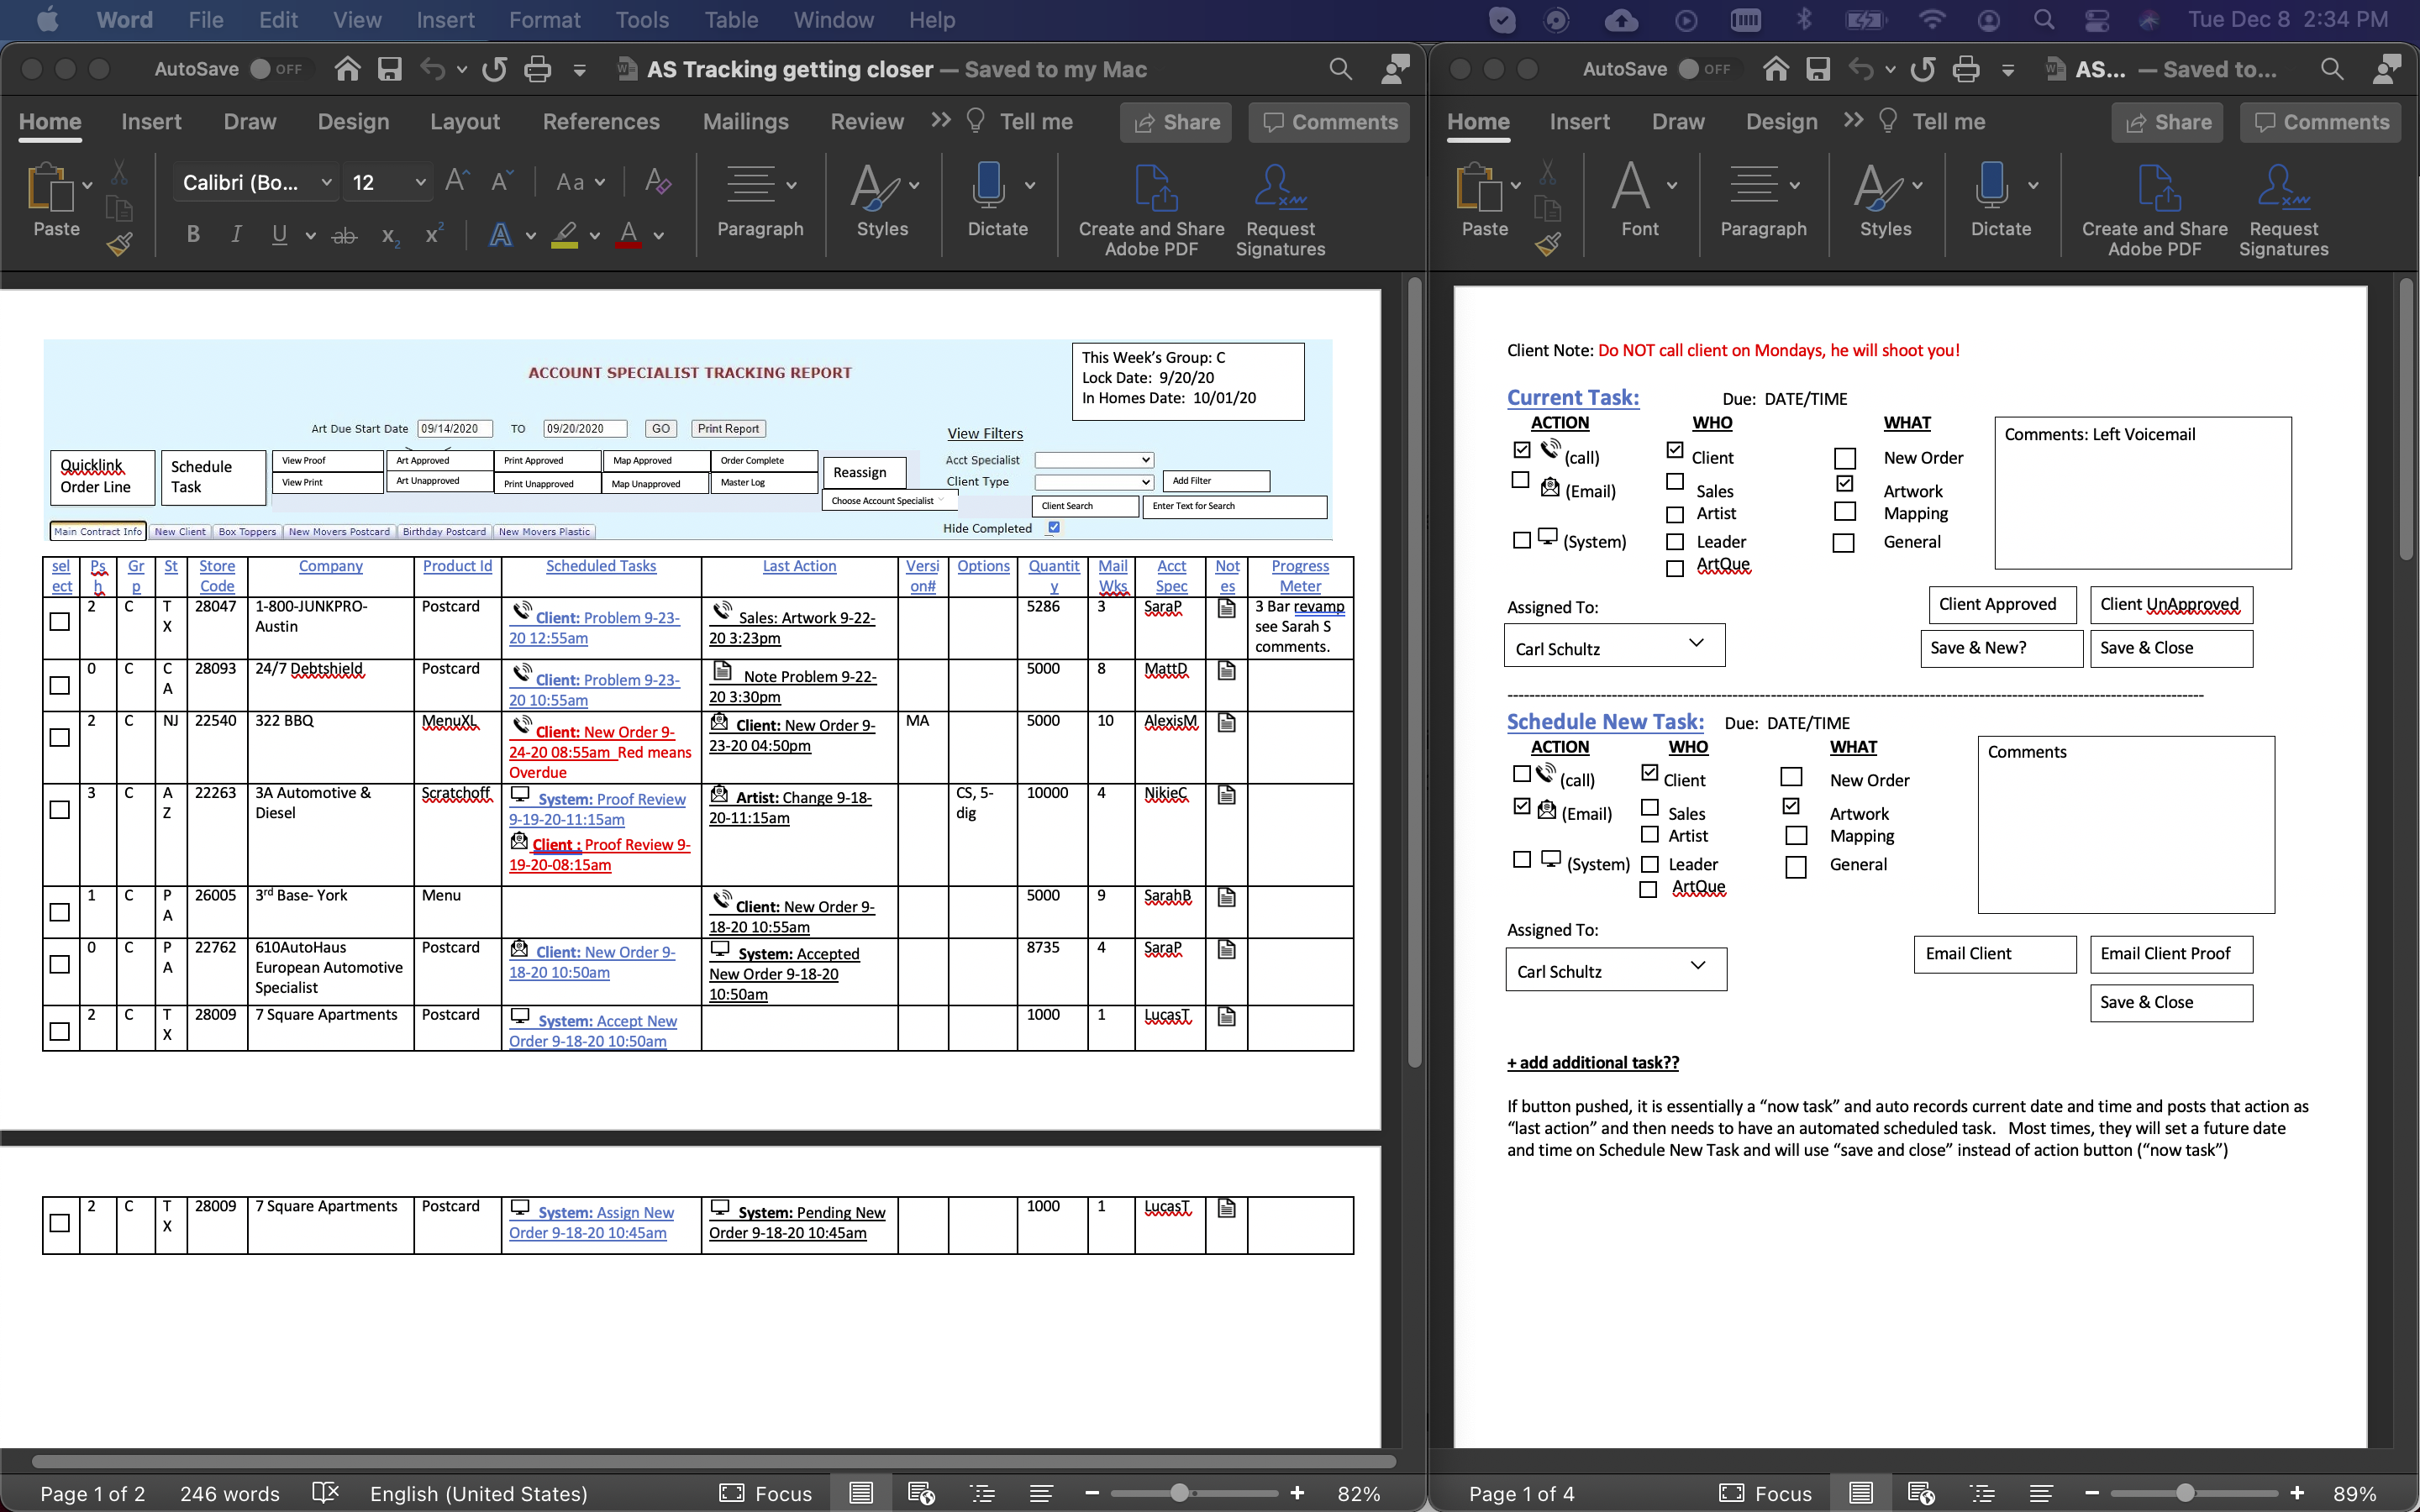 Word File Edit View Insert Format Tools Table Window Help
Tue Dec 8 2:34 PM
AutoSave OFF
AS Tracking getting closer — Saved to my Mac
Home Insert Draw Design Layout References Mailings Review Tell me Share Comments
Paste
Calibri (Bo... 12
Aa
B I U ab X2 X2 A A
Paragraph
Styles
Dictate
Create and Share
Adobe PDF
Request
Signatures
ACCOUNT SPECIALIST TRACKING REPORT
This Week's Group: C
Lock Date: 9/20/20
In Homes Date: 10/01/20
Art Due Start Date 09/14/2020 TO 09/20/2020 GO Print Report
View Filters
Acct Specialist
Client Type
Add Filter
Quicklink
Order Line
Schedule
Task
View Proof Art Approved Print Approved Map Approved Order Complete
View Print Art Unapproved Print Unapproved Map Unapproved Master Log
Reassign
Choose Account Specialist
Client Search Enter Text for Search
Hide Completed
Main Contract Info New Client Box Toppers New Movers Postcard Birthday Postcard New Movers Plastic
sel Ps Gr St Store Company Product Id Scheduled Tasks Last Action Versi Options Quantit Mail Acct Not Progress
ect h p Code on# y Wks Spec es Meter
2 C T 28047 1-800-JUNKPRO- Postcard Client: Problem 9-23- Sales: Artwork 9-22- 5286 3 SaraP 3 Bar revamp
X Austin 20 12:55am 20 3:23pm see Sarah S
comments.
0 C C 28093 24/7 Debtshield Postcard Client: Problem 9-23- Note Problem 9-22- 5000 8 MattD
A 20 10:55am 20 3:30pm
2 C NJ 22540 322 BBQ MenuXL Client: New Order 9- Client: New Order 9- MA 5000 10 AlexisM
24-20 08:55am Red means 23-20 04:50pm
Overdue
3 C A 22263 3A Automotive & Scratchoff System: Proof Review Artist: Change 9-18- CS, 5- 10000 4 NikieC
Z Diesel 9-19-20-11:15am 20-11:15am dig
Client : Proof Review 9-
19-20-08:15am
1 C P 26005 3rd Base- York Menu Client: New Order 9- 5000 9 SarahB
A 18-20 10:55am
0 C P 22762 610AutoHaus Postcard Client: New Order 9- System: Accepted 8735 4 SaraP
A European Automotive 18-20 10:50am New Order 9-18-20
Specialist 10:50am
2 C T 28009 7 Square Apartments Postcard System: Accept New 1000 1 LucasT
X Order 9-18-20 10:50am
2 C T 28009 7 Square Apartments Postcard System: Assign New System: Pending New 1000 1 LucasT
X Order 9-18-20 10:45am Order 9-18-20 10:45am
Page 1 of 2 246 words English (United States) Focus 82%
AutoSave OFF
AS... — Saved to...
Home Insert Draw Design Tell me Share Comments
Paste
Font
Paragraph
Styles
Dictate
Create and Share
Adobe PDF
Request
Signatures
Client Note: Do NOT call client on Mondays, he will shoot you!
Current Task: Due: DATE/TIME
ACTION WHO WHAT
Comments: Left Voicemail
(call) Client New Order
(Email) Sales Artwork
Artist Mapping
(System) Leader General
ArtQue
Assigned To:
Carl Schultz
Client Approved Client UnApproved
Save & New? Save & Close
--------------------------------------------------------------------------------
Schedule New Task: Due: DATE/TIME
ACTION WHO WHAT
Comments
(call) Client New Order
(Email) Sales Artwork
Artist Mapping
(System) Leader General
ArtQue
Assigned To:
Carl Schultz
Email Client Email Client Proof
Save & Close
+ add additional task??
If button pushed, it is essentially a “now task” and auto records current date and time and posts that action as
“last action” and then needs to have an automated scheduled task. Most times, they will set a future date
and time on Schedule New Task and will use “save and close” instead of action button (“now task”)
Page 1 of 4 Focus 89%